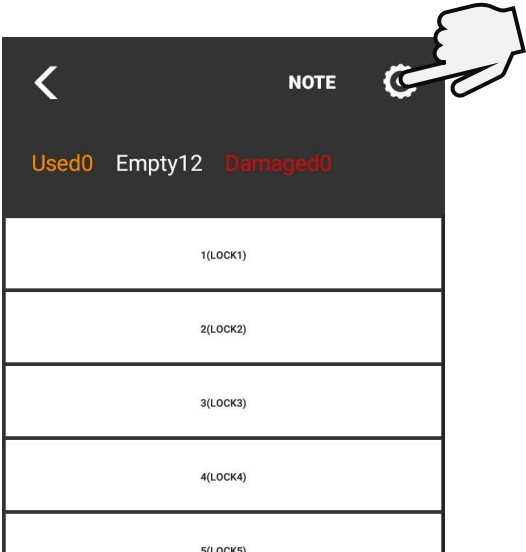 NOTE
Used0 Empty12 Damaged0
1(LOCK1)
2(LOCK2)
3(LOCK3)
4(LOCK4)
5(LOCK5)